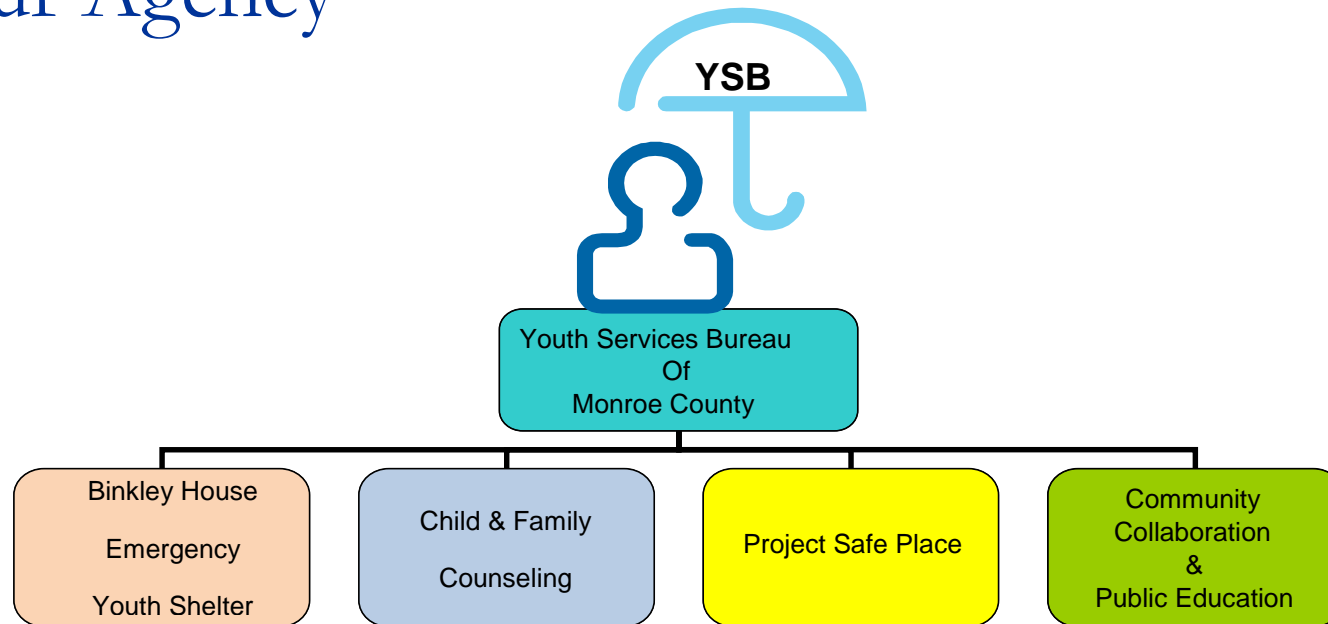 Agency
YSB
Youth Services Bureau
Of
Monroe County
Binkley House
Emergency
Youth Shelter
Child & Family
Counseling
Project Safe Place
Community
Collaboration
&
Public Education